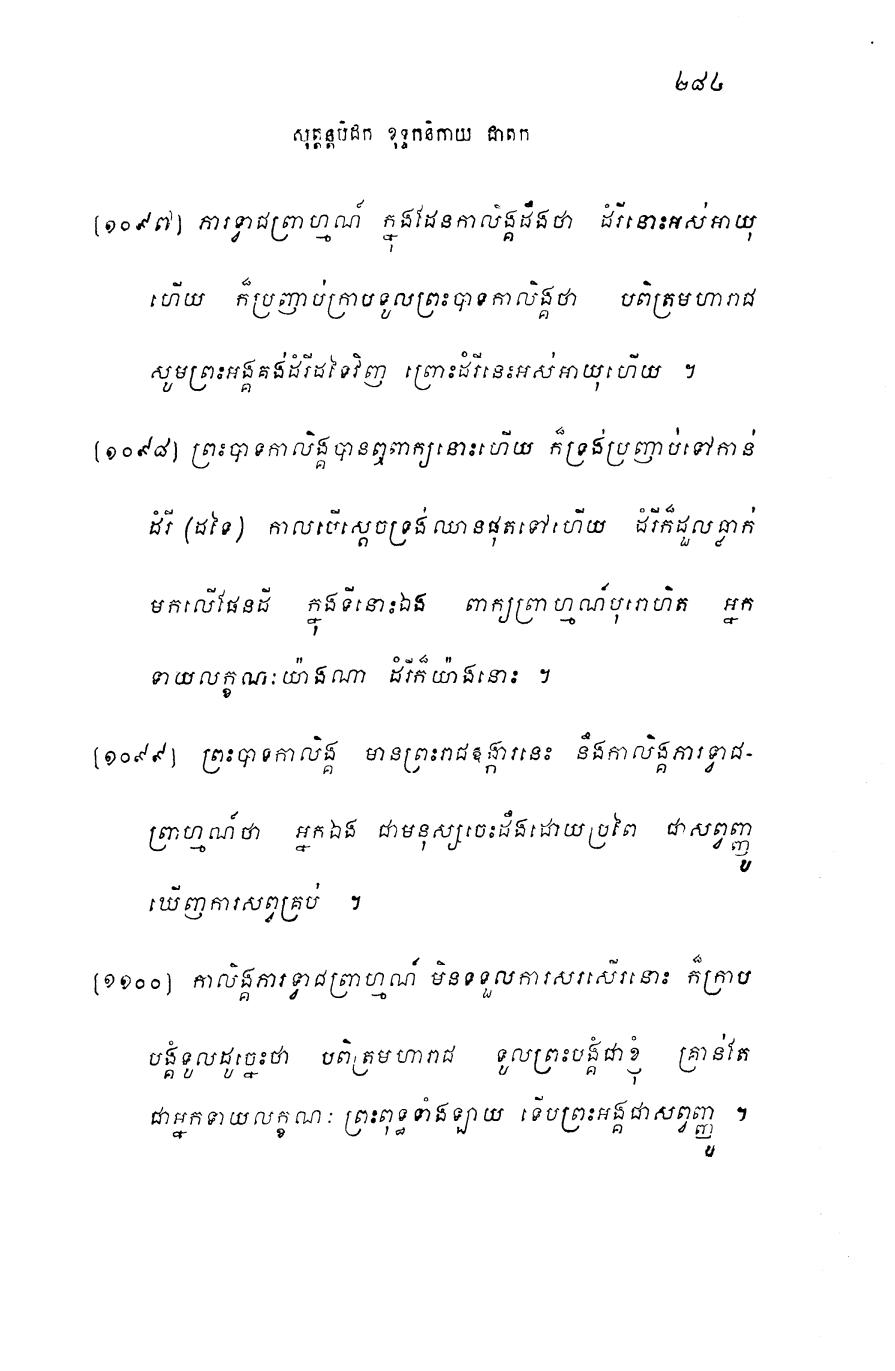 ២៨៤
សុត្តន្តបិដក ខុទ្ទកនិកាយ ជាតក
[១០៩៧] ភារទ្វាជព្រាហ្មណ៍ ក្នុងដែនកាលិង្គដឹងថា ដំរីនោះអស់អាយុ
ហើយ ក៏ប្រញាប់ក្រាបទូលព្រះបាទកាលិង្គថា បពិត្រមហារាជ
សូមព្រះអង្គគង់ដំរីដទៃវិញ ព្រោះដំរីនេះអស់អាយុហើយ ។
[១០៩៨] ព្រះបាទកាលិង្គបានឮពាក្យនោះហើយ ក៏ទ្រង់ប្រញាប់ទៅកាន់
ដំរី (ដទៃ) កាលបើស្តេចទ្រង់ឈានផុតទៅហើយ ដំរីក៏ដួលធ្លាក់
មកលើផែនដី ក្នុងទីនោះឯង ពាក្យព្រាហ្មណ៍បុរោហិត អ្នក
ទាយលក្ខណៈយ៉ាងណា ដំរីក៏យ៉ាងនោះ ។
[១០៩៩] ព្រះបាទកាលិង្គ មានព្រះរាជឱង្ការនេះ នឹងកាលិង្គភារទ្វាជ-
ព្រាហ្មណ៍ថា អ្នកឯង ជាមនុស្សចេះដឹងដោយប្រពៃ ជាសព្វញ្ញូ
ឃើញការសព្វគ្រប់ ។
[១១០០] កាលិង្គភារទ្វាជព្រាហ្មណ៍ មិនទទួលការសរសើរនោះ ក៏ក្រាប
បង្គំទូលដូច្នេះថា បពិត្រមហារាជ ទូលព្រះបង្គំជាខ្ញុំ គ្រាន់តែ
ជាអ្នកទាយលក្ខណៈ ព្រះពុទ្ធទាំងឡាយ ទើបព្រះអង្គជាសព្វញ្ញូ ។